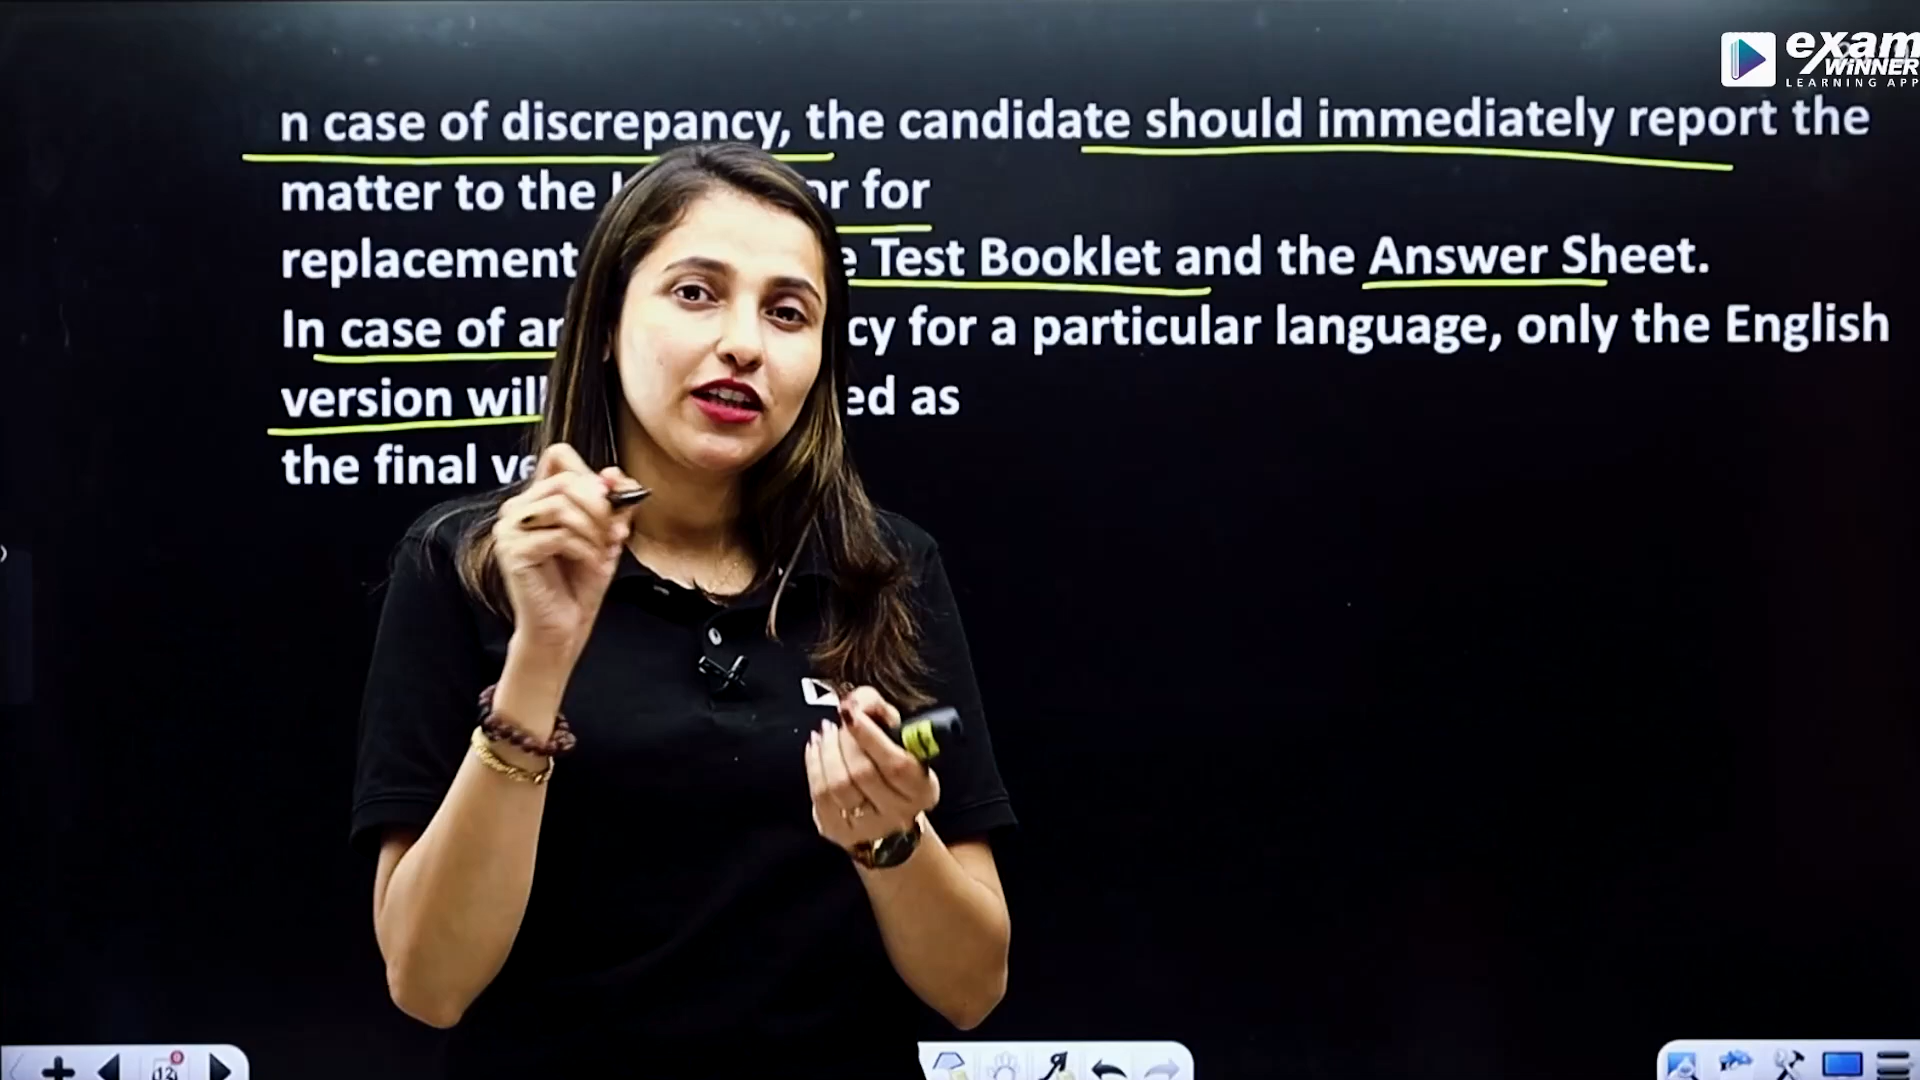 exam
WiNNER
LEARNING APP
n case of discrepancy, the candidate should immediately report the
matter to the or for
replacement e Test Booklet and the Answer Sheet.
In case of an cy for a particular language, only the English
version will ed as
the final ve
12